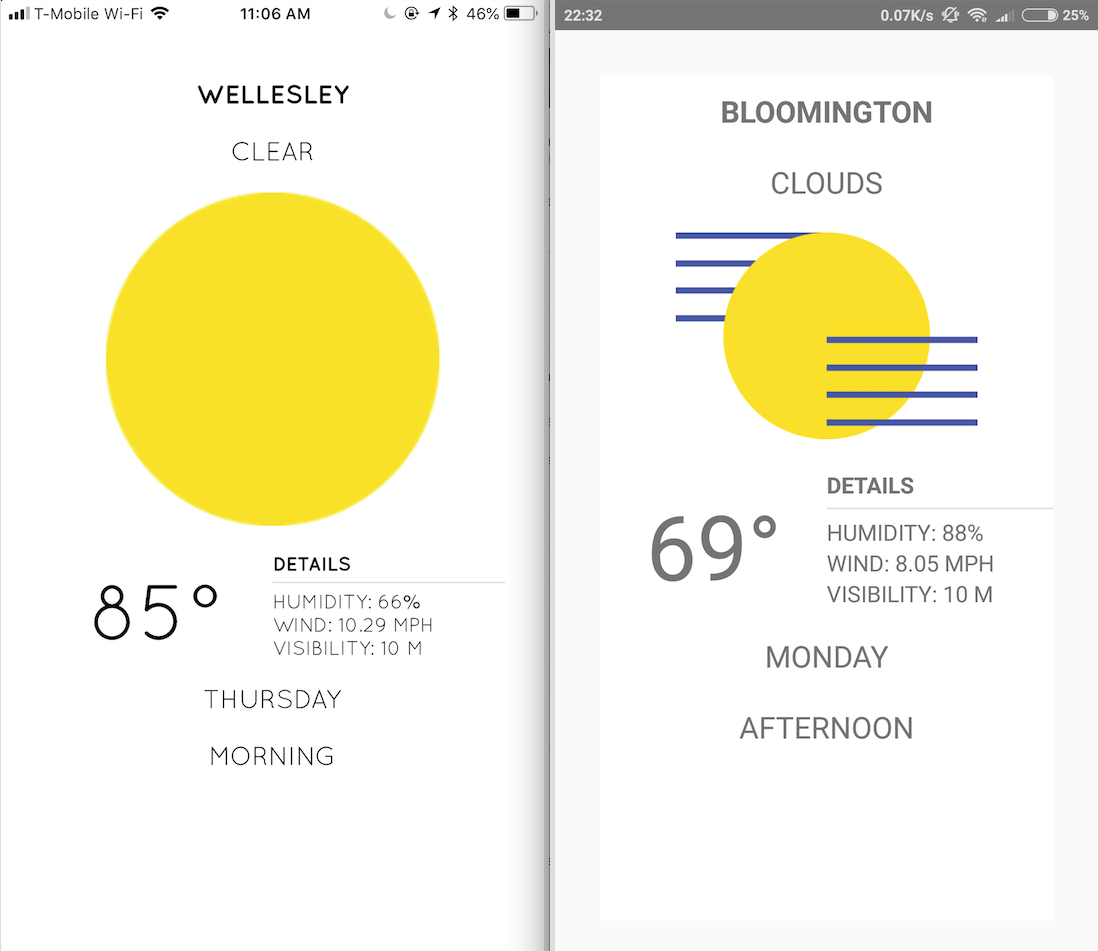 T-Mobile Wi-Fi 11:06 AM 46%
WELLESLEY
CLEAR
85°
DETAILS
HUMIDITY: 66%
WIND: 10.29 MPH
VISIBILITY: 10 M
THURSDAY
MORNING
22:32 0.07K/s 25%
BLOOMINGTON
CLOUDS
69°
DETAILS
HUMIDITY: 88%
WIND: 8.05 MPH
VISIBILITY: 10 M
MONDAY
AFTERNOON